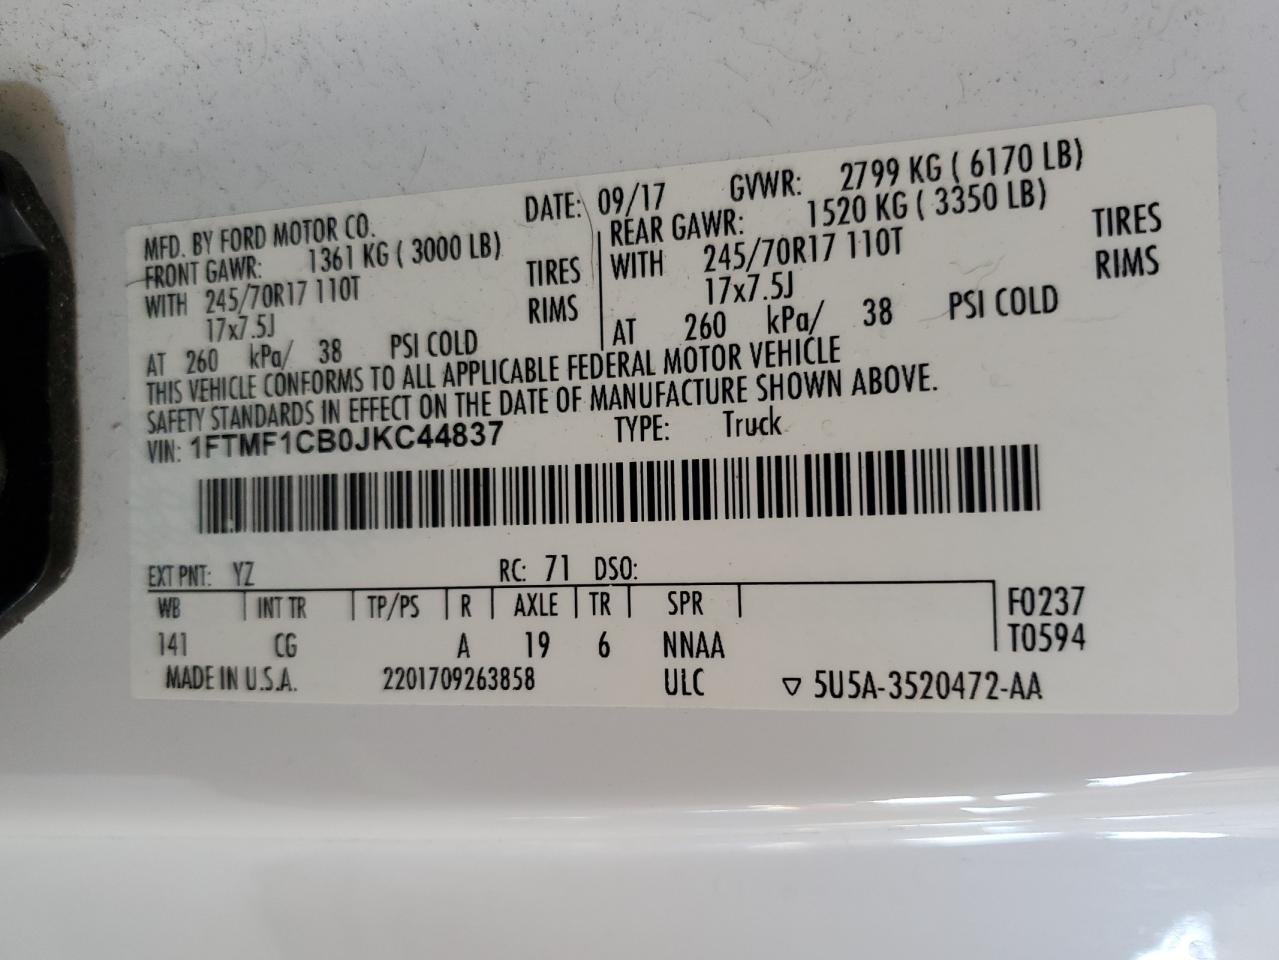 MFD. BY FORD MOTOR CO. DATE: 09/17 GVWR: 2799 KG ( 6170 LB)
FRONT GAWR: 1361 KG ( 3000 LB)
WITH 245/70R17 110T TIRES
17x7.5J RIMS
AT 260 kPa/ 38 PSI COLD
REAR GAWR: 1520 KG ( 3350 LB)
WITH 245/70R17 110T TIRES
17x7.5J RIMS
AT 260 kPa/ 38 PSI COLD
THIS VEHICLE CONFORMS TO ALL APPLICABLE FEDERAL MOTOR VEHICLE
SAFETY STANDARDS IN EFFECT ON THE DATE OF MANUFACTURE SHOWN ABOVE.
VIN: 1FTMF1CB0JKC44837 TYPE: Truck
EXT PNT: YZ RC: 71 DSO:
WB INT TR TP/PS R AXLE TR SPR F0237
141 CG A 19 6 NNAA T0594
MADE IN U.S.A. 2201709263858 ULC ▽ 5U5A-3520472-AA